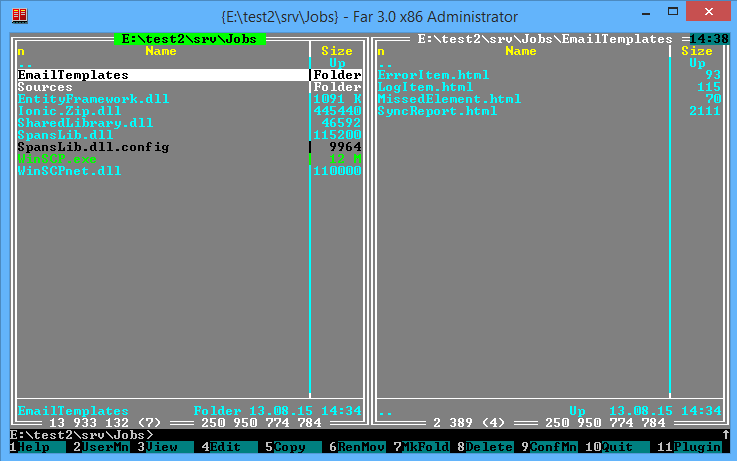 {E:\test2\srv\Jobs} - Far 3.0 x86 Administrator
E:\test2\srv\Jobs
n Name Size
.. Up
EmailTemplates Folder
Sources Folder
EntityFramework.dll 1091 K
Ionic.Zip.dll 445440
SharedLibrary.dll 46592
SpansLib.dll 115200
SpansLib.dll.config 9964
WinSCP.exe 12 M
WinSCPnet.dll 110000
EmailTemplates Folder 13.08.15 14:34
13 933 132 (7) 250 950 774 784
E:\test2\srv\Jobs\EmailTemplates 14:38
n Name Size
.. Up
ErrorItem.html 93
LogItem.html 115
MissedElement.html 70
SyncReport.html 2111
.. Up 13.08.15 14:34
2 389 (4) 250 950 774 784
E:\test2\srv\Jobs>
1Help 2UserMn 3View 4Edit 5Copy 6RenMov 7MkFold 8Delete 9ConfMn 10Quit 11Plugin